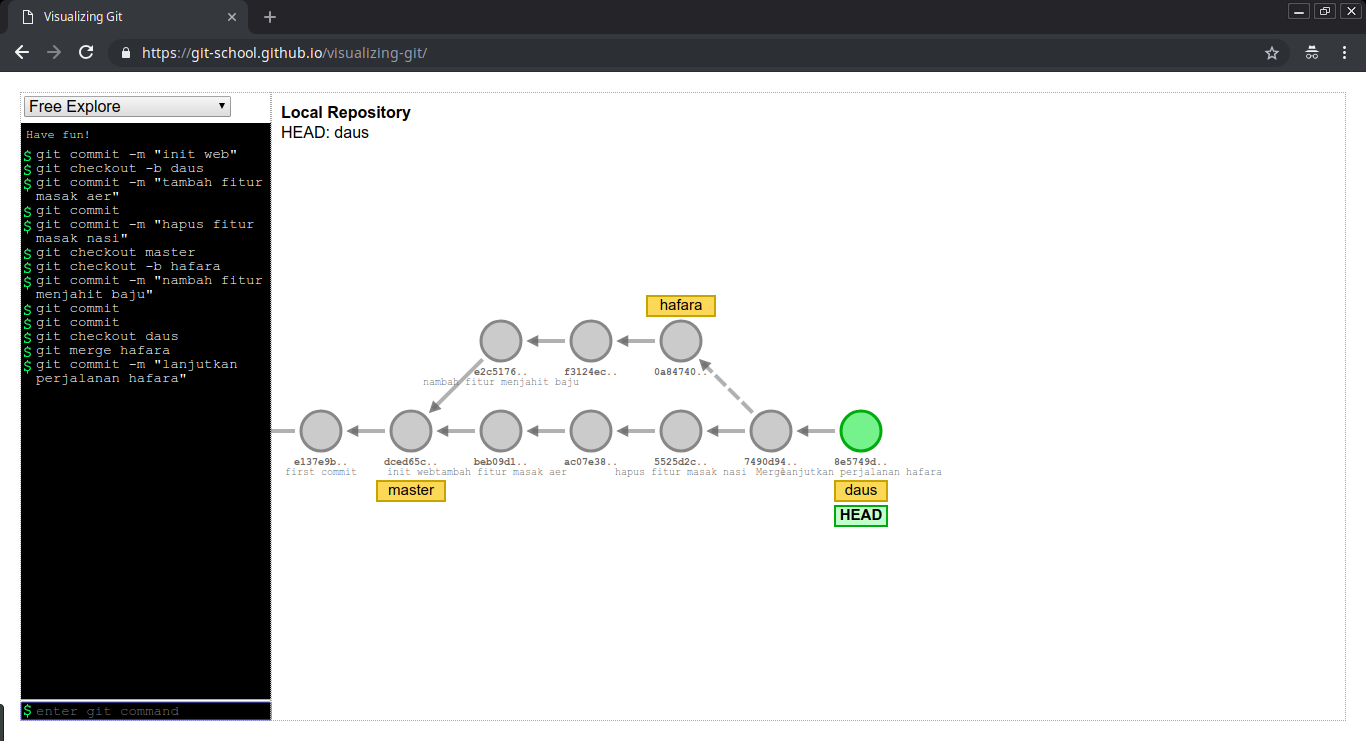 Visualizing Git
https://git-school.github.io/visualizing-git/
Free Explore
Have fun!
$ git commit -m "init web"
$ git checkout -b daus
$ git commit -m "tambah fitur
masak aer"
$ git commit
$ git commit -m "hapus fitur
masak nasi"
$ git checkout master
$ git checkout -b hafara
$ git commit -m "nambah fitur
menjahit baju"
$ git commit
$ git commit
$ git checkout daus
$ git merge hafara
$ git commit -m "lanjutkan
perjalanan hafara"
$ enter git command
Local Repository
HEAD: daus
hafara
e2c5176.. f3124ec.. 0a84740..
nambah fitur menjahit baju
e137e9b.. dced65c.. beb09d1.. ac07e38.. 5525d2c.. 7490d94.. 8e5749d..
first commit init web tambah fitur masak aer hapus fitur masak nasi Merge lanjutkan perjalanan hafara
master daus
HEAD